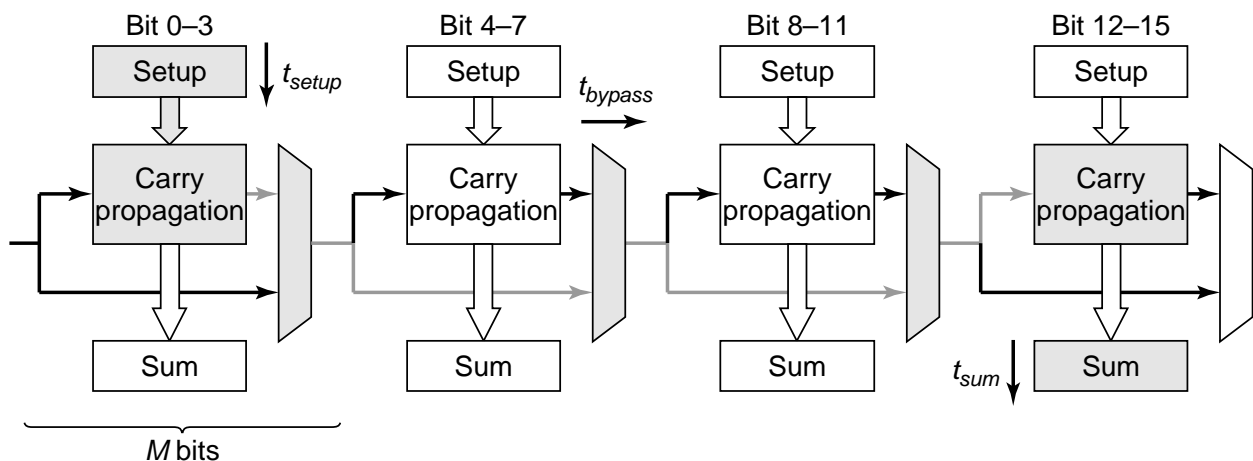 Bit 0–3
Setup
t_setup
Carry
propagation
Sum
M bits
Bit 4–7
Setup
t_bypass
Carry
propagation
Sum
Bit 8–11
Setup
Carry
propagation
Sum
Bit 12–15
Setup
Carry
propagation
t_sum
Sum